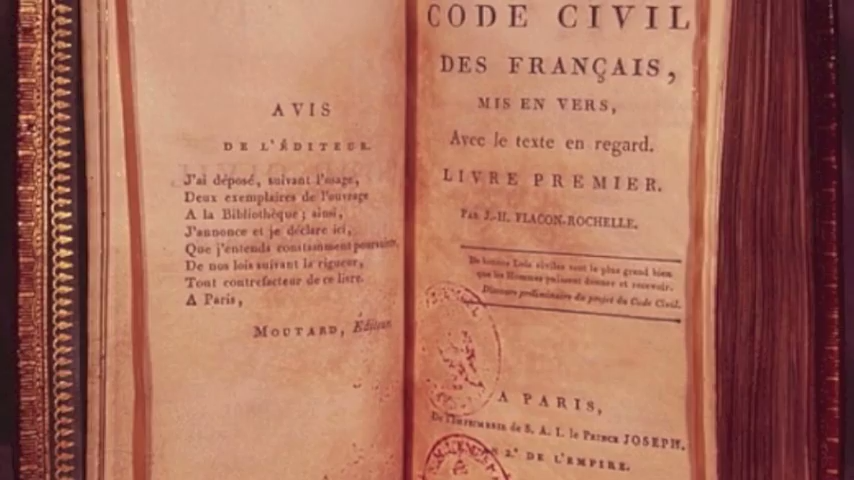 AVIS
DE L'ÉDITEUR.
J'ai déposé, suivant l'usage,
Deux exemplaires de l'ouvrage
A la Bibliothèque; ainsi,
J'annonce et je déclare ici,
Que j'entends constamment poursuivre,
De nos lois suivant la rigueur,
Tout contrefacteur de ce livre.
A Paris,
MOUTARD, Éditeur.
CODE CIVIL
DES FRANÇAIS,
MIS EN VERS,
Avec le texte en regard.
LIVRE PREMIER.
PAR J.-H. FLACON-ROCHELLE.
De bonnes Lois civiles sont le plus grand bien
que les Hommes puissent donner et recevoir.
Discours préliminaire du projet du Code Civil.
A PARIS,
De l'Imprimerie de S. A. I. le Prince JOSEPH.
2.e DE L'EMPIRE.